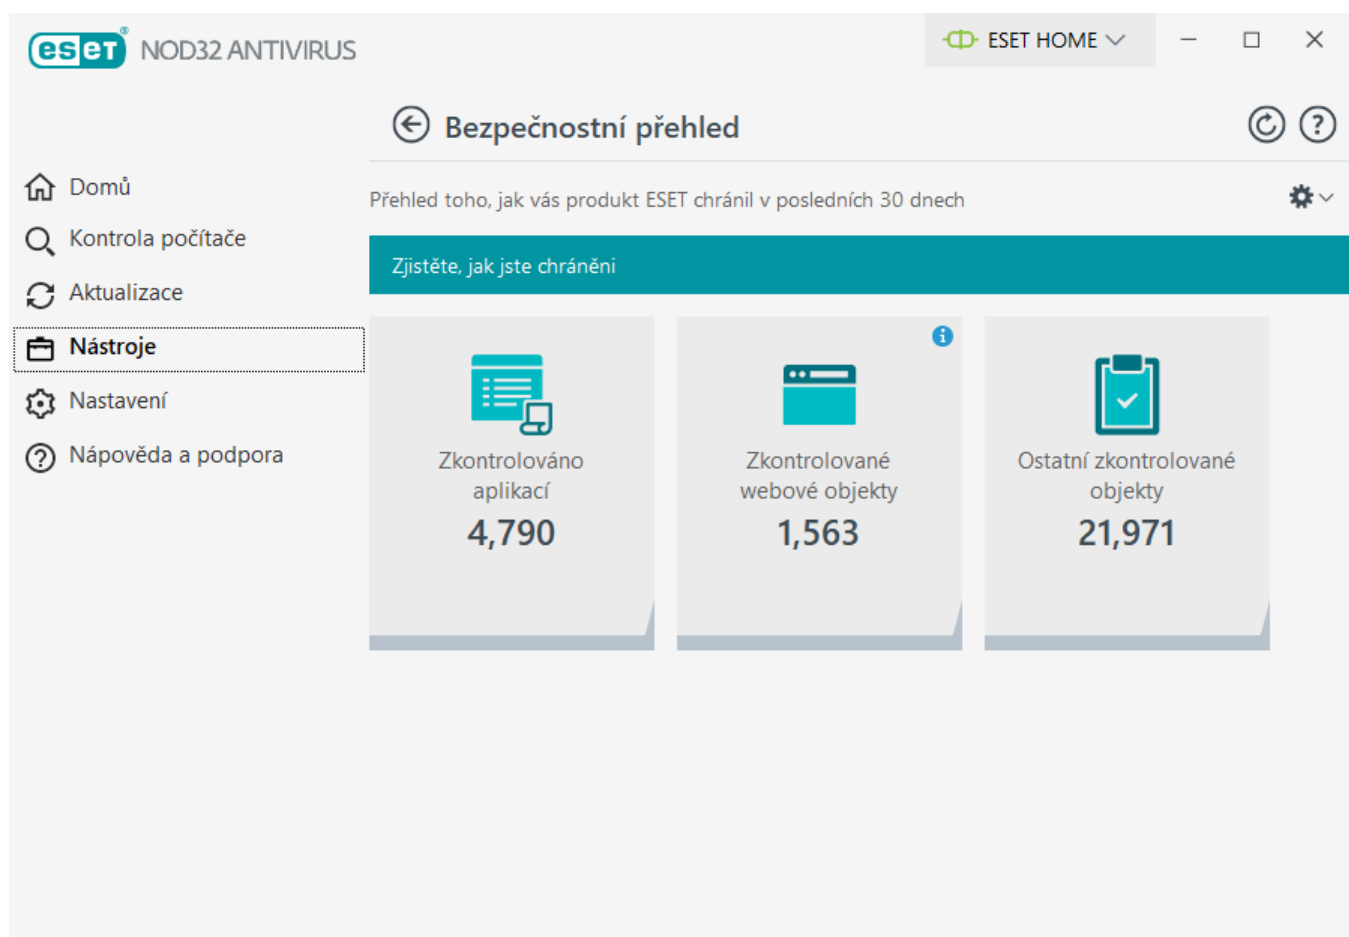 eset® NOD32 ANTIVIRUS
ESET HOME
Bezpečnostní přehled
Domů
Kontrola počítače
Aktualizace
Nástroje
Nastavení
Nápověda a podpora
Přehled toho, jak vás produkt ESET chránil v posledních 30 dnech
Zjistěte, jak jste chráněni
Zkontrolováno
aplikací
4,790
Zkontrolované
webové objekty
1,563
Ostatní zkontrolované
objekty
21,971